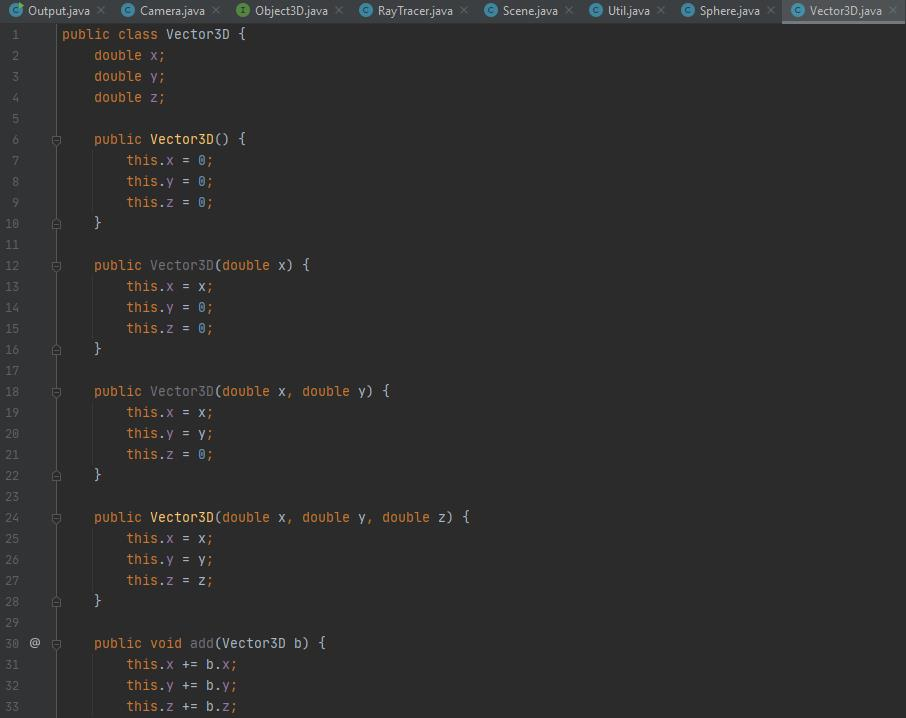 Output.java Camera.java Object3D.java RayTracer.java Scene.java Util.java Sphere.java Vector3D.java
1 public class Vector3D {
2     double x;
3     double y;
4     double z;
5
6     public Vector3D() {
7         this.x = 0;
8         this.y = 0;
9         this.z = 0;
10     }
11
12     public Vector3D(double x) {
13         this.x = x;
14         this.y = 0;
15         this.z = 0;
16     }
17
18     public Vector3D(double x, double y) {
19         this.x = x;
20         this.y = y;
21         this.z = 0;
22     }
23
24     public Vector3D(double x, double y, double z) {
25         this.x = x;
26         this.y = y;
27         this.z = z;
28     }
29
30 @     public void add(Vector3D b) {
31         this.x += b.x;
32         this.y += b.y;
33         this.z += b.z;